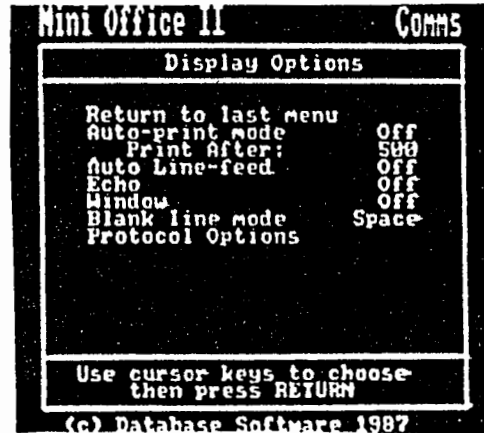 Mini Office II Comms
Display Options
Return to last menu
Auto-print mode Off
Print After: 500
Auto Line-feed Off
Echo Off
Window Off
Blank line mode Space
Protocol Options
Use cursor keys to choose
then press RETURN
(c) Database Software 1987